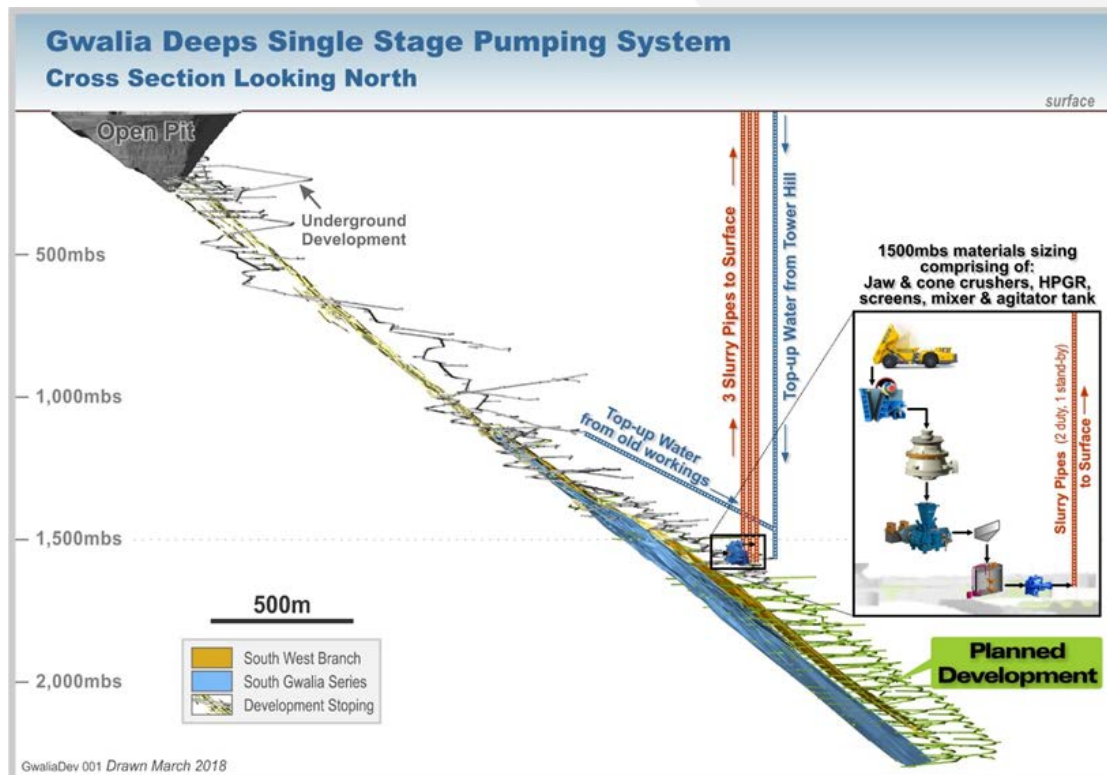 Gwalia Deeps Single Stage Pumping System
Cross Section Looking North
surface
Open Pit
Underground
Development
500mbs
1,000mbs
1,500mbs
2,000mbs
3 Slurry Pipes to Surface
Top-up Water from Tower Hill
Top-up Water
from old workings
1500mbs materials sizing
comprising of:
Jaw & cone crushers, HPGR,
screens, mixer & agitator tank
Slurry Pipes (2 duty, 1 stand-by)
to Surface
500m
South West Branch
South Gwalia Series
Development Stoping
Planned
Development
GwaliaDev 001 Drawn March 2018